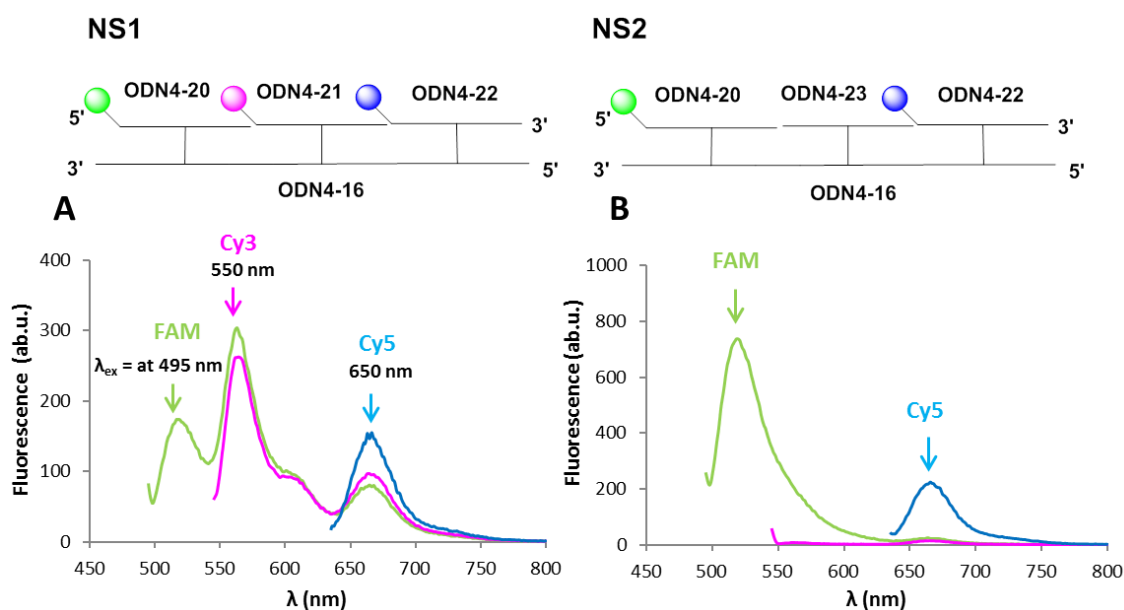 NS1
ODN4-20 ODN4-21 ODN4-22
5' 3'
3' 5'
ODN4-16
NS2
ODN4-20 ODN4-23 ODN4-22
5' 3'
3' 5'
ODN4-16
A
Cy3
550 nm
FAM
λex = at 495 nm
Cy5
650 nm
Fluorescence (ab.u.)
400
300
200
100
0
450 500 550 600 650 700 750 800
λ (nm)
B
FAM
Cy5
Fluorescence (ab.u.)
1000
800
600
400
200
0
450 500 550 600 650 700 750 800
λ (nm)